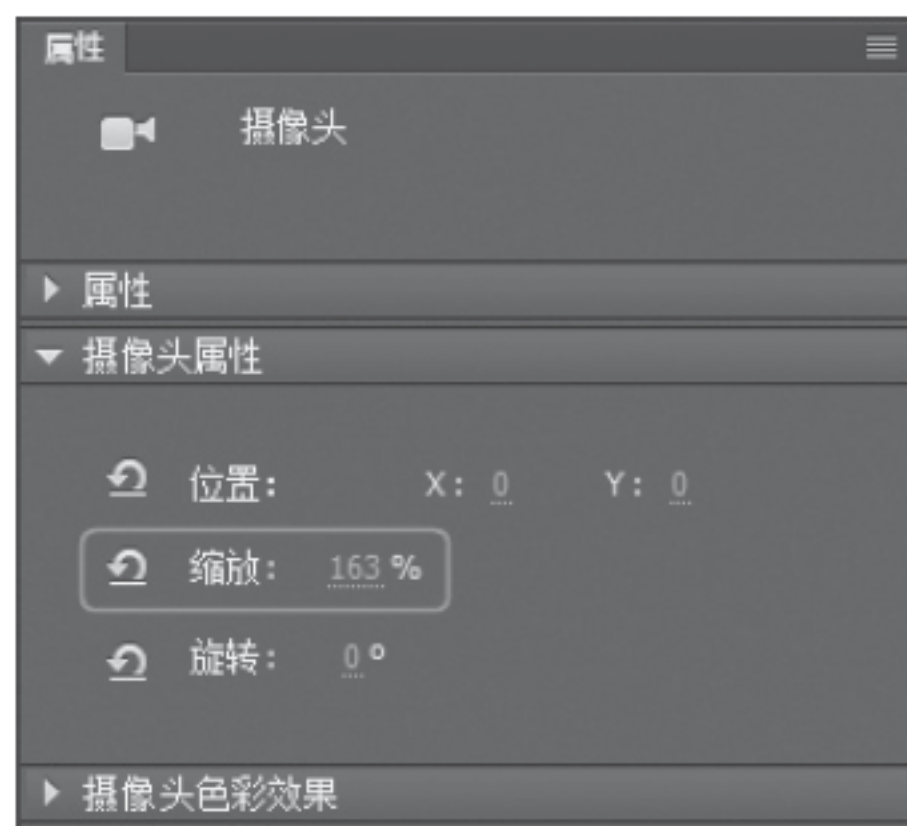 属性
摄像头
属性
摄像头属性
位置: X: 0 Y: 0
缩放: 163 %
旋转: 0 °
摄像头色彩效果